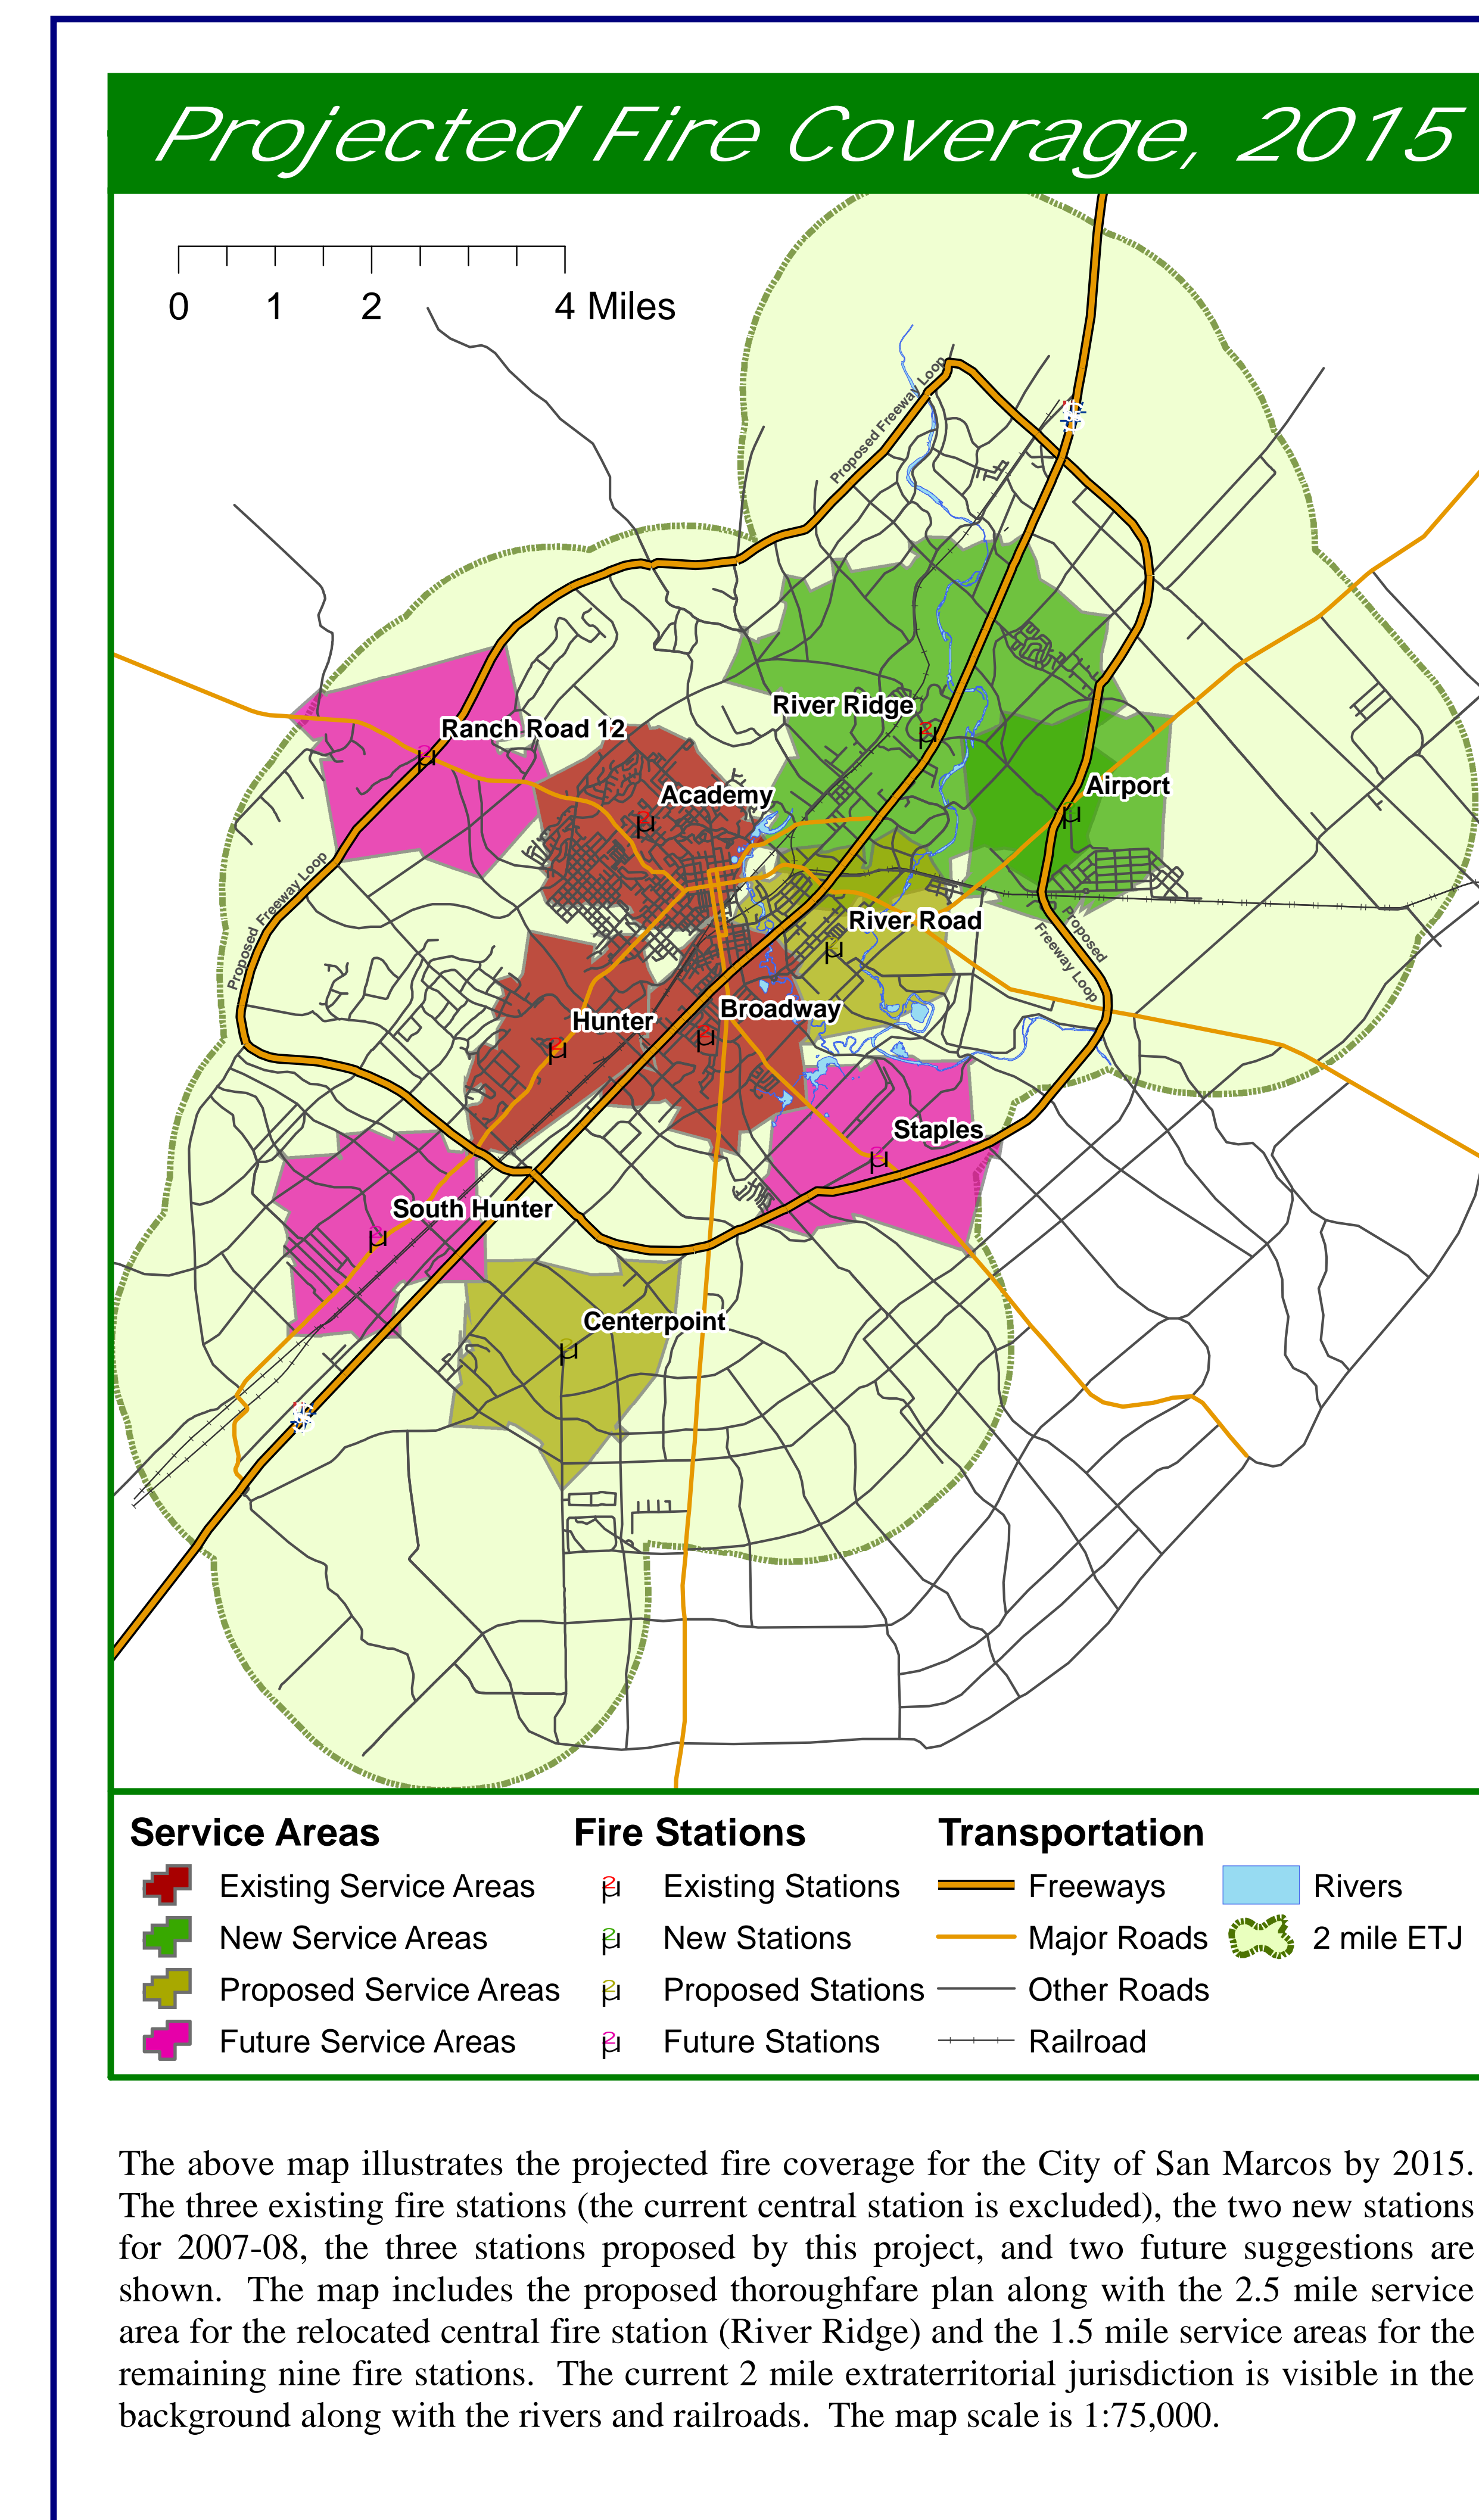 Projected Fire Coverage, 2015
0 1 2 4 Miles
Proposed Freeway Loop
River Ridge
Ranch Road 12
Airport
Academy
Proposed Freeway Loop
River Road
Proposed
Freeway Loop
Broadway
Hunter
Staples
South Hunter
Centerpoint
Service Areas
Existing Service Areas
New Service Areas
Proposed Service Areas
Future Service Areas
Fire Stations
Existing Stations
New Stations
Proposed Stations
Future Stations
Transportation
Freeways
Major Roads
Other Roads
Railroad
Rivers
2 mile ETJ
The above map illustrates the projected fire coverage for the City of San Marcos by 2015.
The three existing fire stations (the current central station is excluded), the two new stations
for 2007-08, the three stations proposed by this project, and two future suggestions are
shown. The map includes the proposed thoroughfare plan along with the 2.5 mile service
area for the relocated central fire station (River Ridge) and the 1.5 mile service areas for the
remaining nine fire stations. The current 2 mile extraterritorial jurisdiction is visible in the
background along with the rivers and railroads. The map scale is 1:75,000.